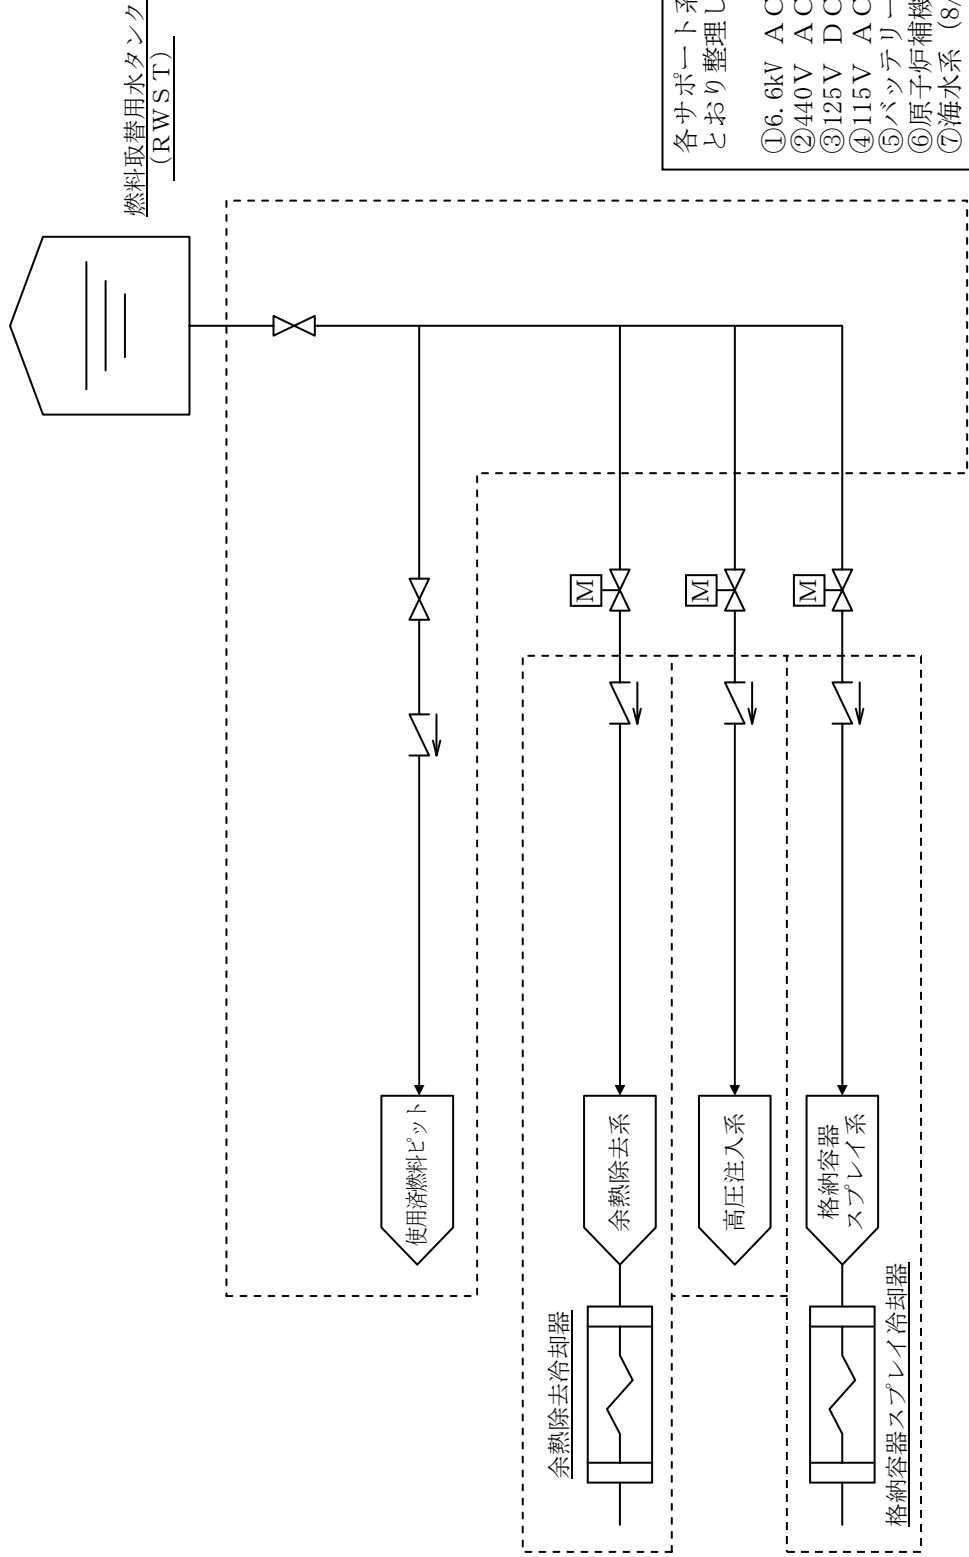 燃料取替用水タンク
(RWST)
使用済燃料ピット
M
余熱除去系
余熱除去冷却器
M
高圧注入系
M
格納容器
スプレイ系
格納容器スプレイ冷却器
各サポート系
とおり整理し
①6.6kV AC
②440V AC
③125V DC
④115V AC
⑤バッテリー
⑥原子炉補機
⑦海水系 (8/